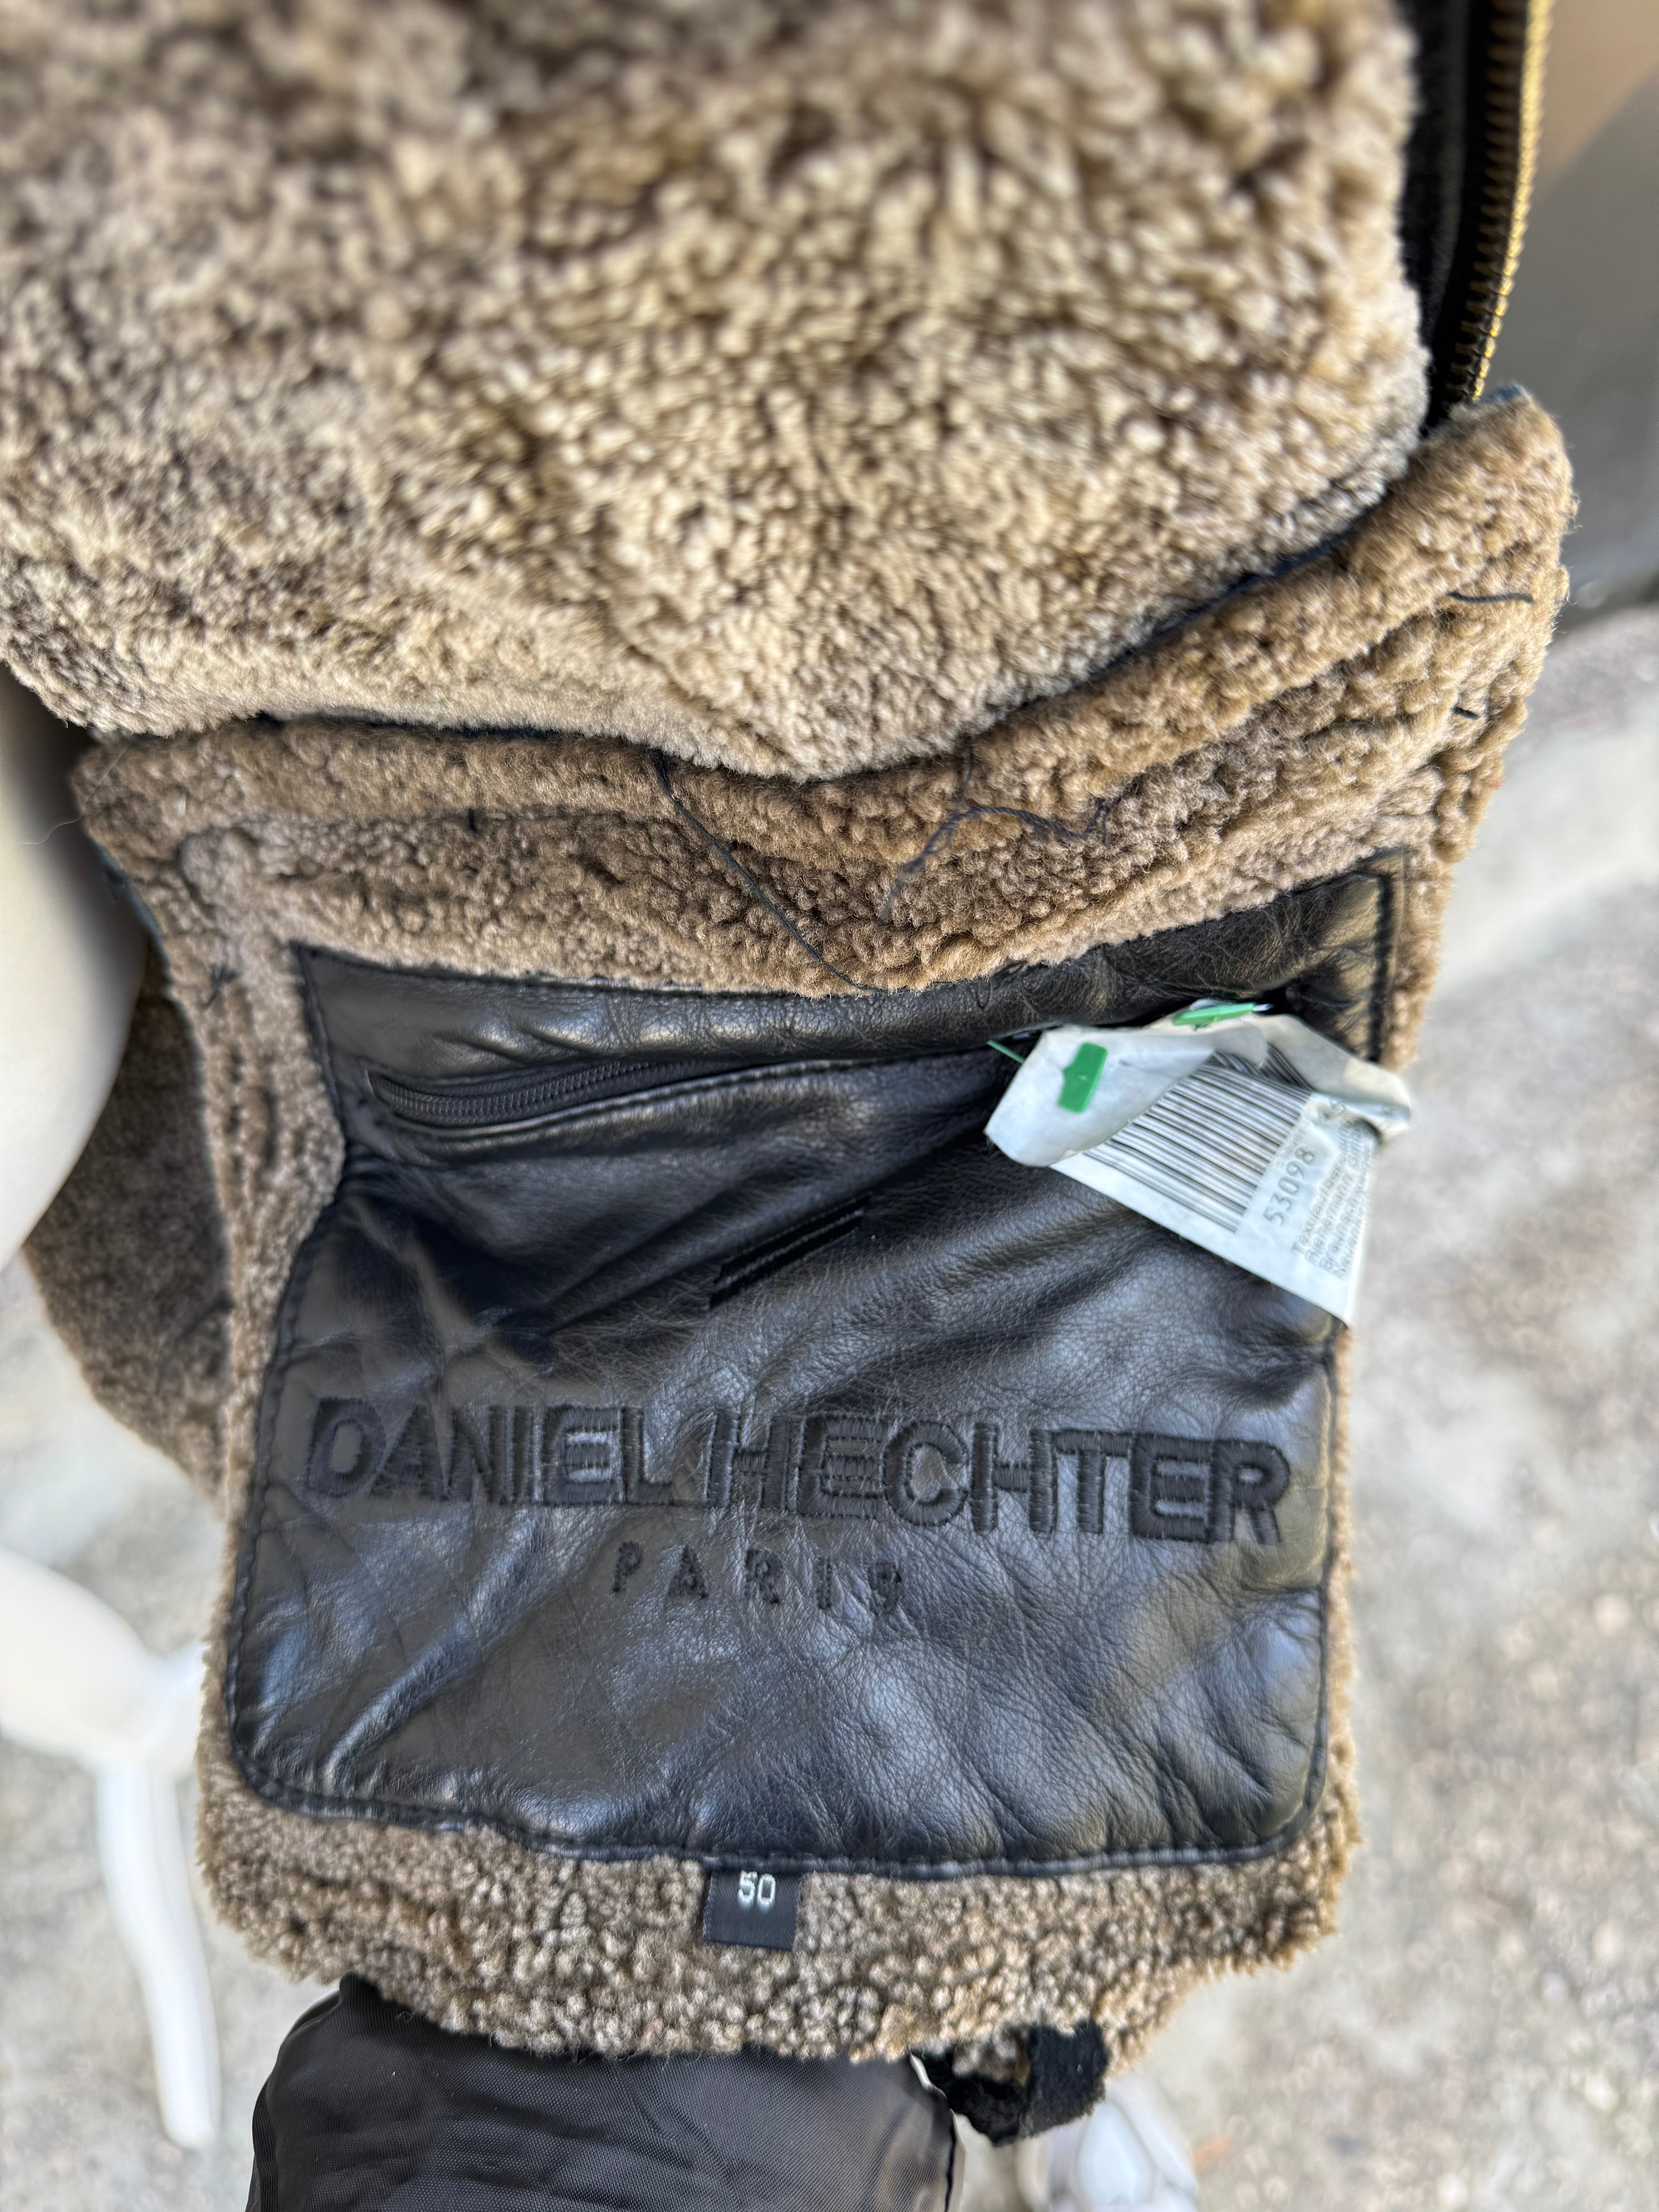 53098
DANIEL HECHTER
PARIS
50